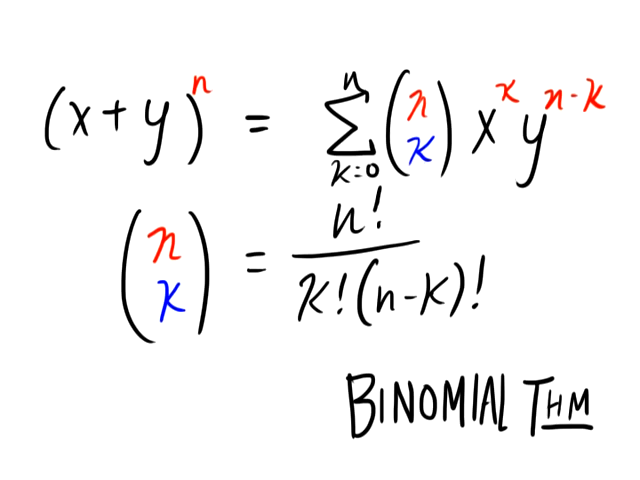 (x+y)^n = \sum_{k=0}^{n} \binom{n}{k} x^k y^{n-k}
\binom{n}{k} = \frac{n!}{k!(n-k)!}
BINOMIAL THM